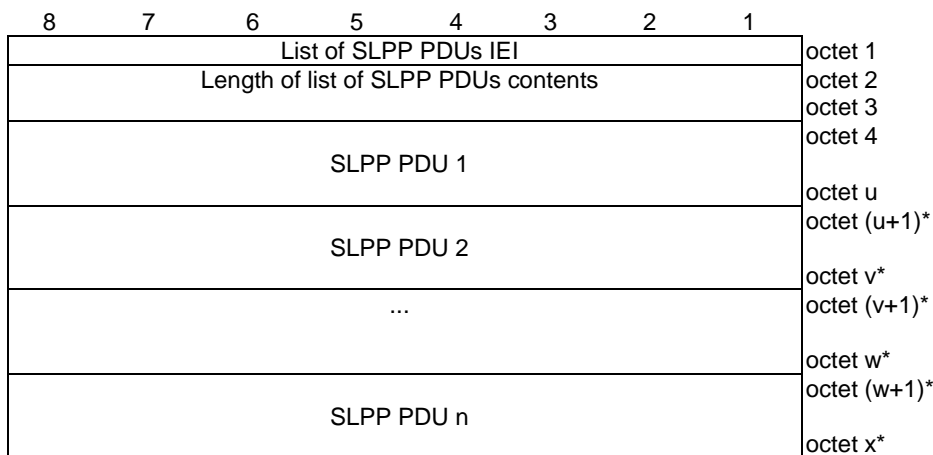 8 7 6 5 4 3 2 1
List of SLPP PDUs IEI octet 1
Length of list of SLPP PDUs contents octet 2
octet 3
octet 4
SLPP PDU 1
octet u
octet (u+1)*
SLPP PDU 2
octet v*
... octet (v+1)*
octet w*
octet (w+1)*
SLPP PDU n
octet x*